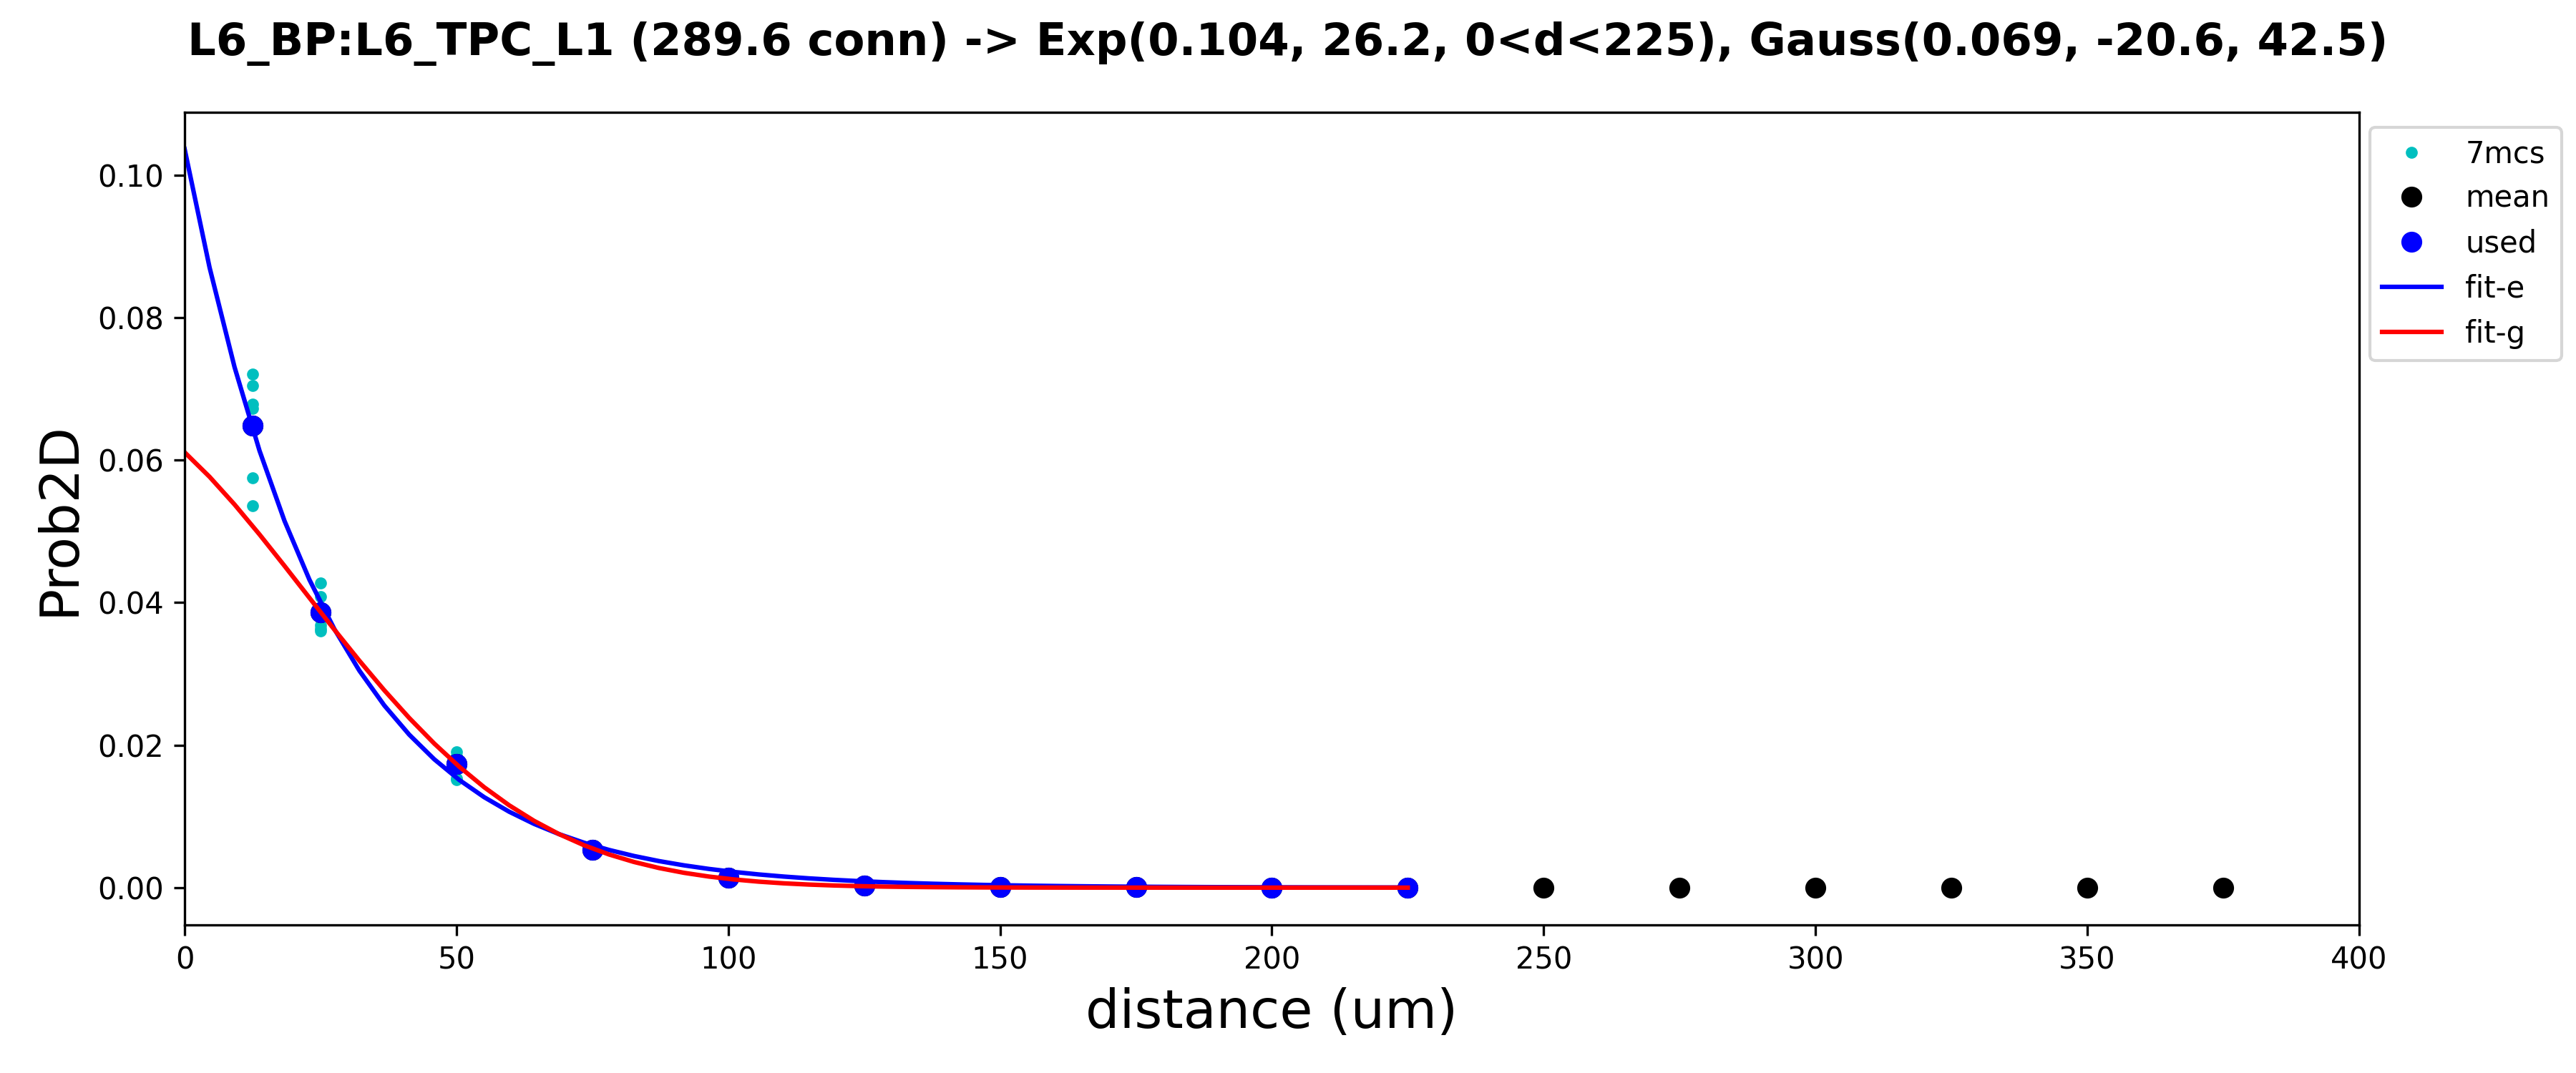 L6_BP:L6_TPC_L1 (289.6 conn) -> Exp(0.104, 26.2, 0<d<225), Gauss(0.069, -20.6, 42.5)
Prob2D
0.10
0.08
0.06
0.04
0.02
0.00
0 50 100 150 200 250 300 350 400
distance (um)
7mcs
mean
used
fit-e
fit-g